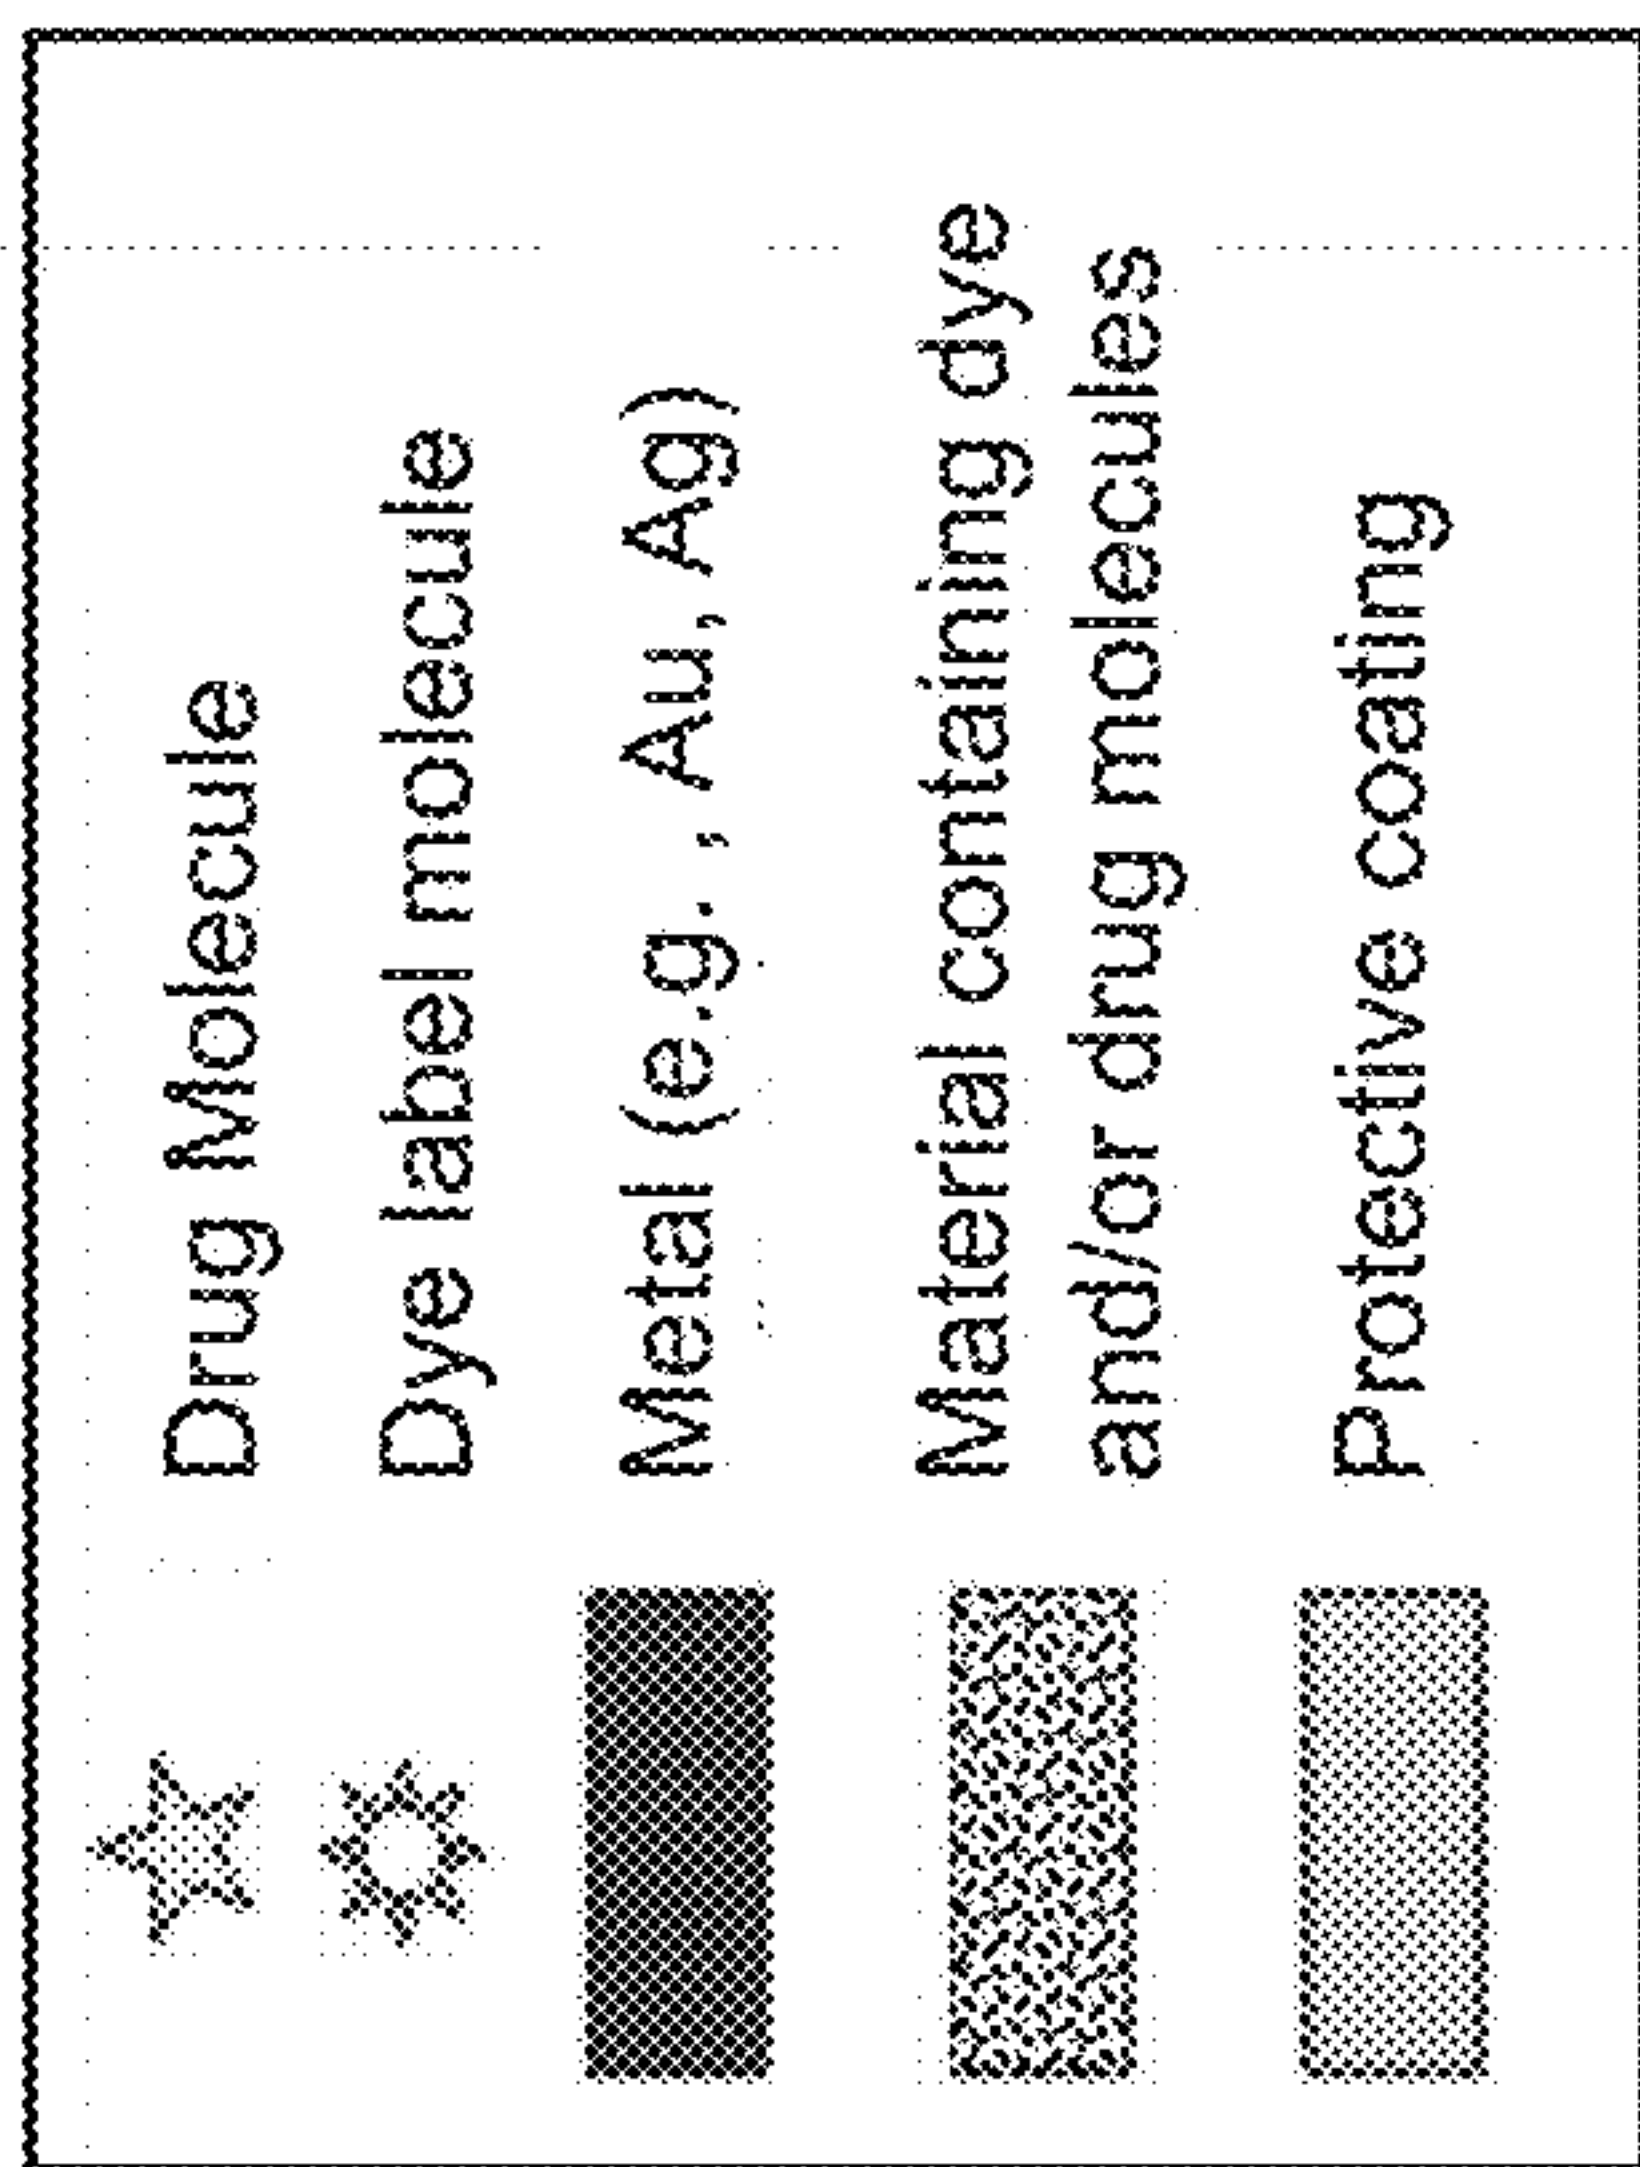 Drug Molecule
Dye label molecule
Metal (e.g. , Au, Ag)
Material containing dye
and/or drug molecules
Protective coating